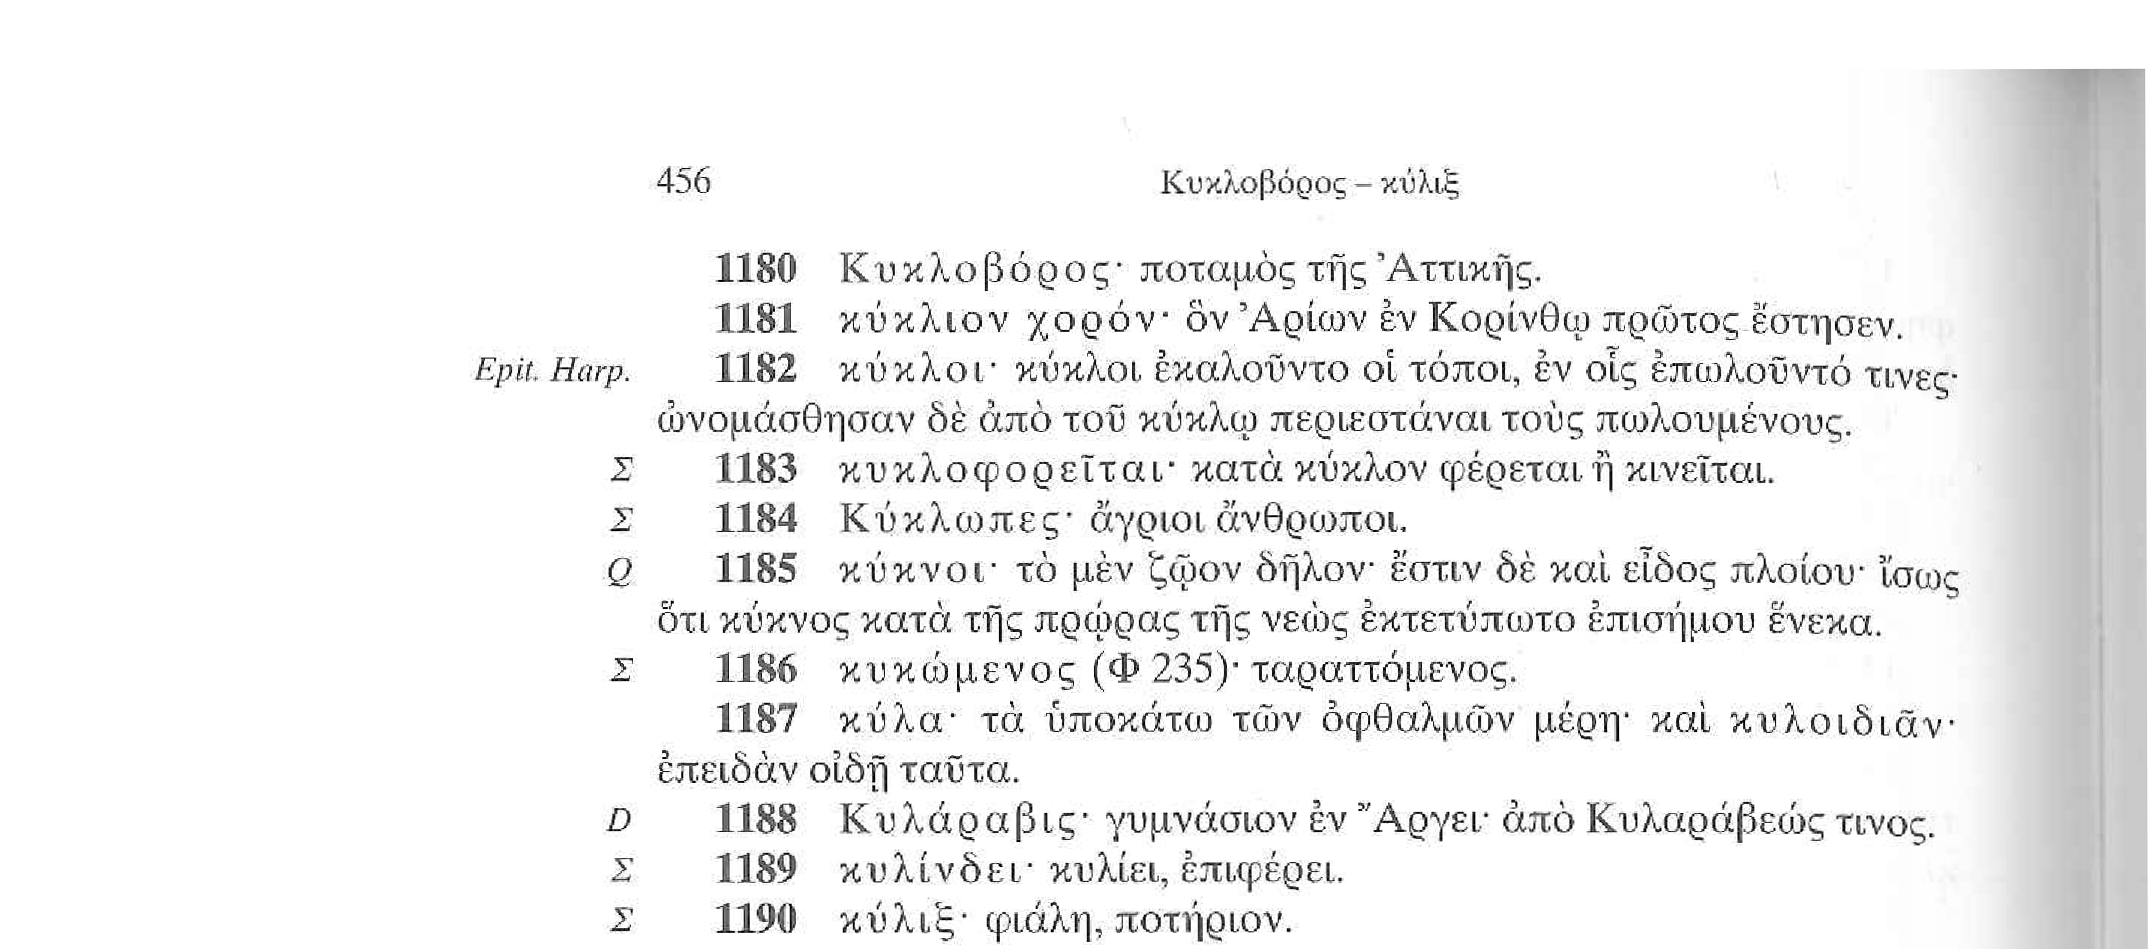 456 Κυκλοβόρος – κύλιξ
1180 Κυκλοβόρος· ποταμὸς τῆς Ἀττικῆς.
1181 κύκλιον χορόν· ὃν Ἀρίων ἐν Κορίνθῳ πρῶτος ἔστησεν.
Epit. Harp. 1182 κύκλοι· κύκλοι ἐκαλοῦντο οἱ τόποι, ἐν οἷς ἐπωλοῦντό τινες·
ὠνομάσθησαν δὲ ἀπὸ τοῦ κύκλῳ περιεστάναι τοὺς πωλουμένους.
Σ 1183 κυκλοφορεῖται· κατὰ κύκλον φέρεται ἢ κινεῖται.
Σ 1184 Κύκλωπες· ἄγριοι ἄνθρωποι.
Q 1185 κύκνοι· τὸ μὲν ζῷον δῆλον· ἔστιν δὲ καὶ εἶδος πλοίου· ἴσως
ὅτι κύκνος κατὰ τῆς πρῴρας τῆς νεὼς ἐκτετύπωτο ἐπισήμου ἕνεκα.
Σ 1186 κυκώμενος (Φ 235)· ταραττόμενος.
1187 κύλα· τὰ ὑποκάτω τῶν ὀφθαλμῶν μέρη· καὶ κυλοιδιᾶν·
ἐπειδὰν οἰδῇ ταῦτα.
D 1188 Κυλάραβις· γυμνάσιον ἐν Ἄργει· ἀπὸ Κυλαράβεώς τινος.
Σ 1189 κυλίνδει· κυλίει, ἐπιφέρει.
Σ 1190 κύλιξ· φιάλη, ποτήριον.